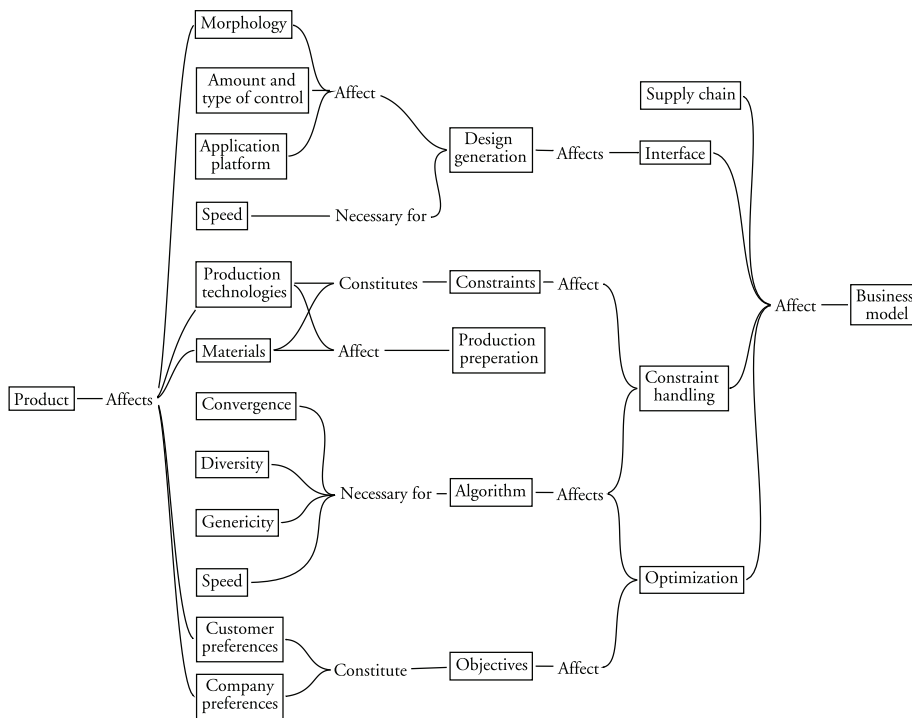 Morphology
Amount and
type of control
Affect
Application
platform
Speed
Necessary for
Design
generation
Affects
Interface
Supply chain
Production
technologies
Constitutes
Constraints
Affect
Materials
Affect
Production
preperation
Product
Affects
Convergence
Diversity
Genericity
Speed
Necessary for
Algorithm
Affects
Constraint
handling
Optimization
Customer
preferences
Company
preferences
Constitute
Objectives
Affect
Affect
Business
model